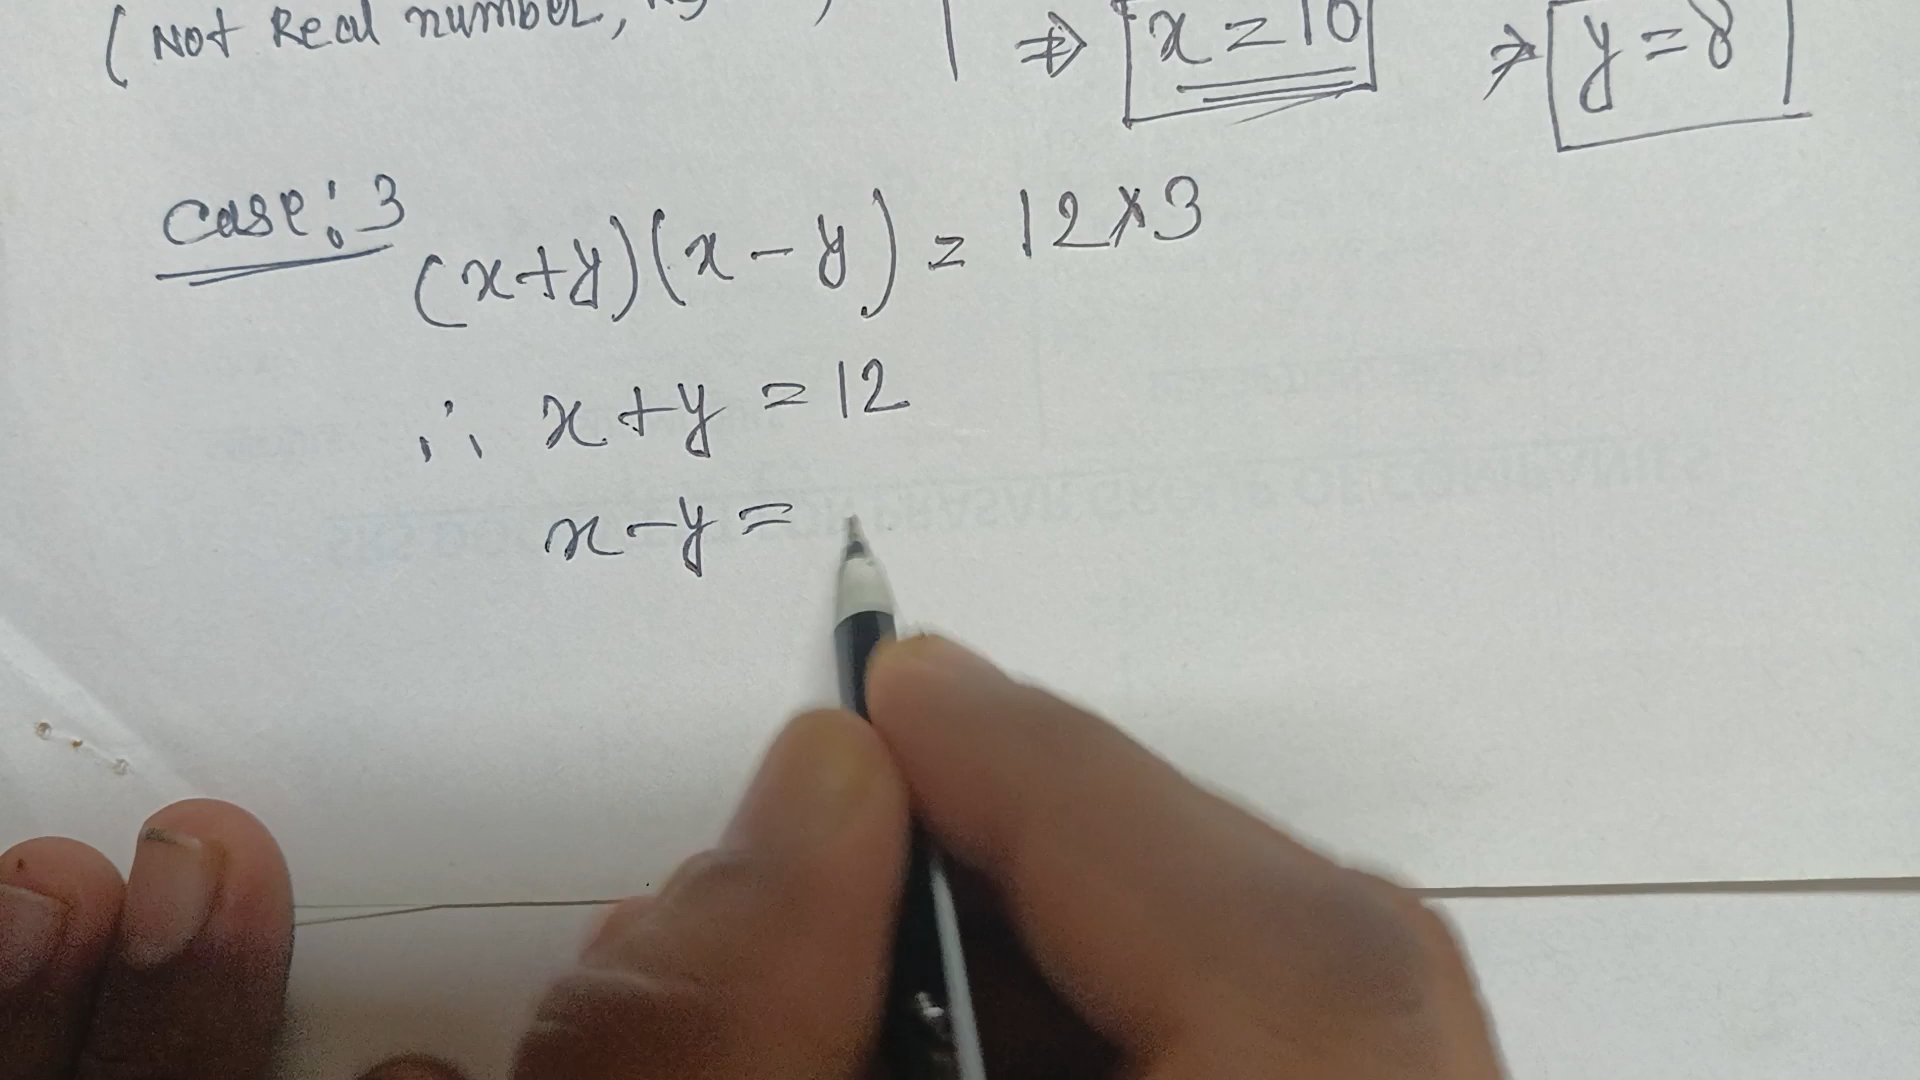 (Not Real number,
⇒ x = 10 ⇒ y = 8
case: 3
(x+y)(x-y) = 12×3
∴ x+y = 12
x-y =